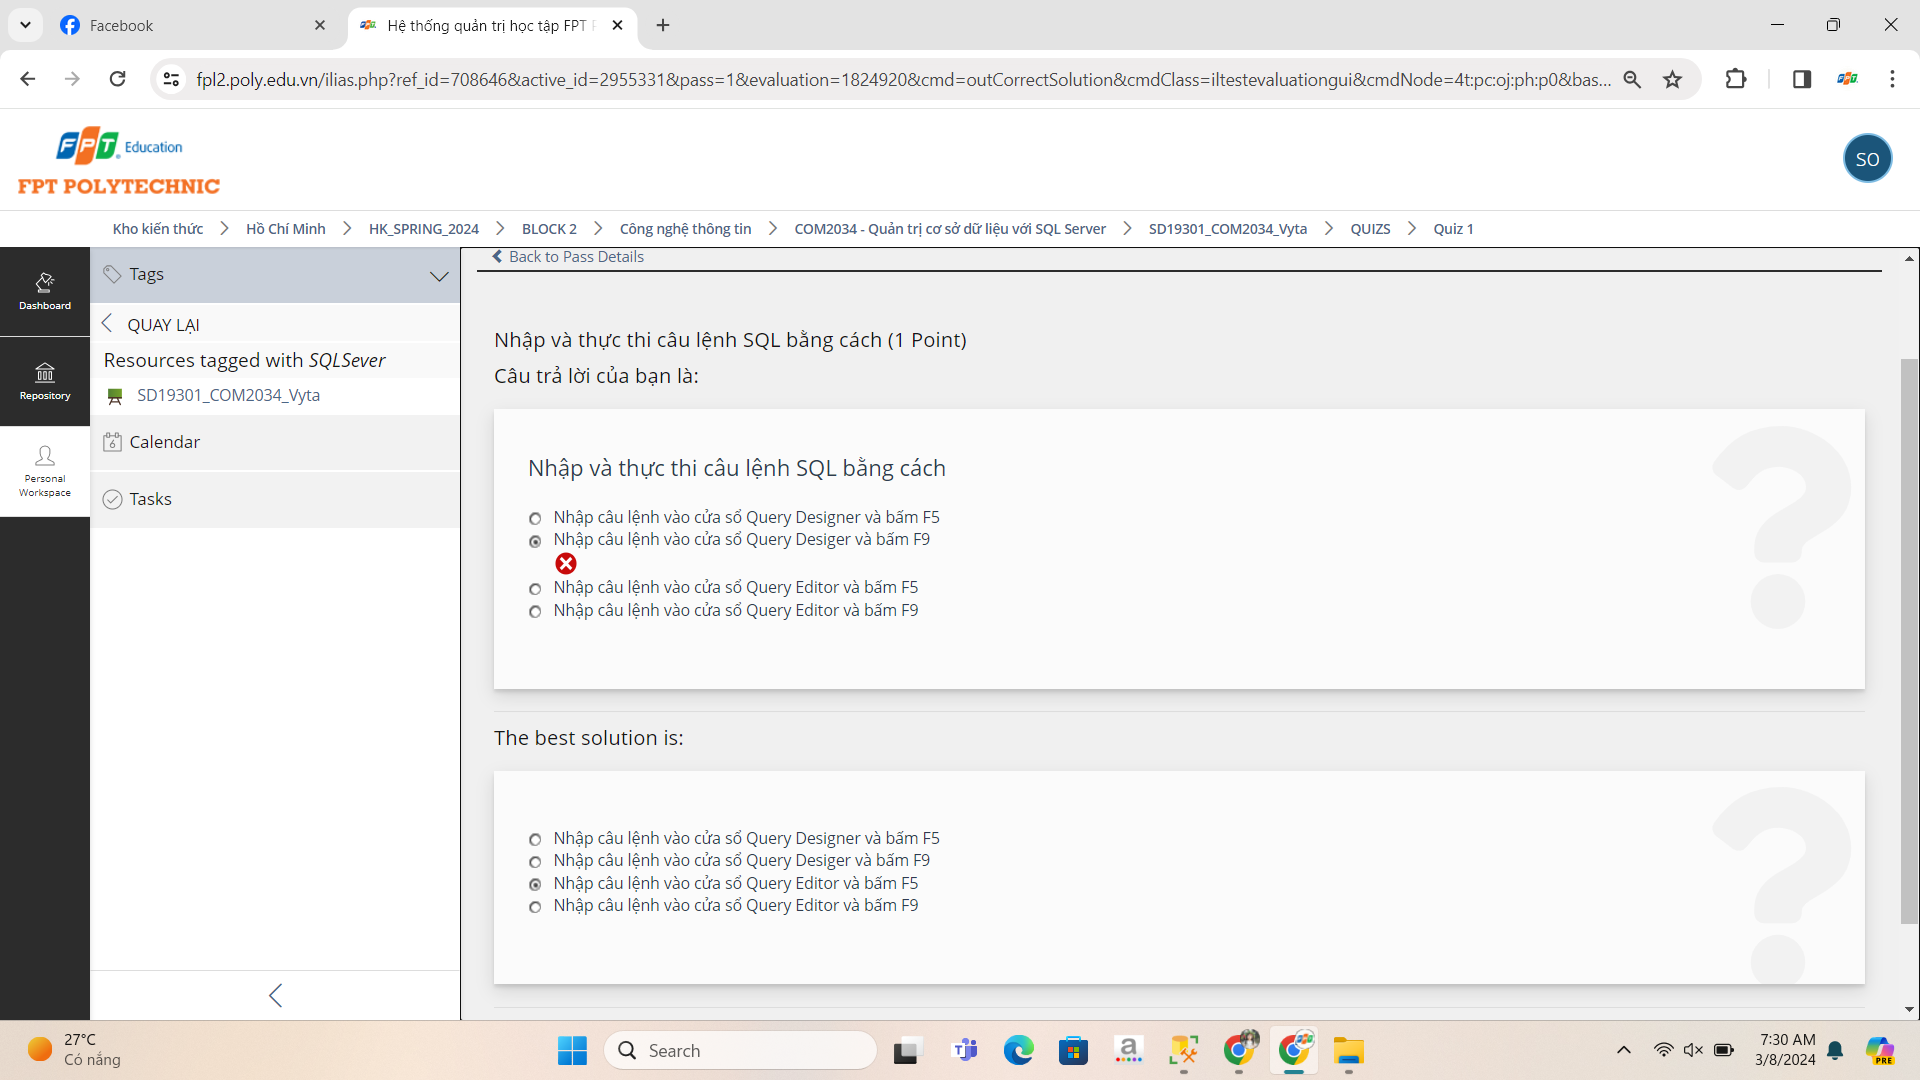 Facebook
Hệ thống quản trị học tập FPT P
fpl2.poly.edu.vn/ilias.php?ref_id=708646&active_id=2955331&pass=1&evaluation=1824920&cmd=outCorrectSolution&cmdClass=iltestevaluationgui&cmdNode=4t:pc:oj:ph:p0&bas...
FPT Education
FPT POLYTECHNIC
SO
Kho kiến thức Hồ Chí Minh HK_SPRING_2024 BLOCK 2 Công nghệ thông tin COM2034 - Quản trị cơ sở dữ liệu với SQL Server SD19301_COM2034_Vyta QUIZS Quiz 1
Dashboard
Repository
Personal
Workspace
Tags
QUAY LẠI
Resources tagged with SQLSever
SD19301_COM2034_Vyta
6 Calendar
Tasks
Back to Pass Details
Nhập và thực thi câu lệnh SQL bằng cách (1 Point)
Câu trả lời của bạn là:
Nhập và thực thi câu lệnh SQL bằng cách
Nhập câu lệnh vào cửa sổ Query Designer và bấm F5
Nhập câu lệnh vào cửa sổ Query Desiger và bấm F9
Nhập câu lệnh vào cửa sổ Query Editor và bấm F5
Nhập câu lệnh vào cửa sổ Query Editor và bấm F9
The best solution is:
Nhập câu lệnh vào cửa sổ Query Designer và bấm F5
Nhập câu lệnh vào cửa sổ Query Desiger và bấm F9
Nhập câu lệnh vào cửa sổ Query Editor và bấm F5
Nhập câu lệnh vào cửa sổ Query Editor và bấm F9
27°C
Có nắng
Search
7:30 AM
3/8/2024
PRE